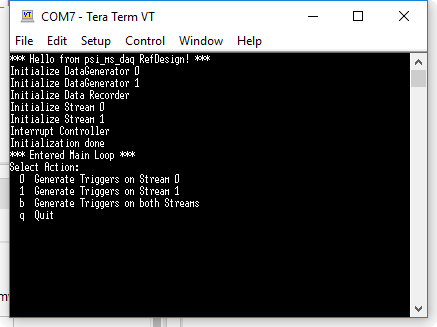 COM7 - Tera Term VT
File Edit Setup Control Window Help
*** Hello from psi_ms_daq RefDesign! ***
Initialize DataGenerator 0
Initialize DataGenerator 1
Initialize Data Recorder
Initialize Stream 0
Initialize Stream 1
Interrupt Controller
Initialization done
*** Entered Main Loop ***
Select Action:
0 Generate Triggers on Stream 0
1 Generate Triggers on Stream 1
b Generate Triggers on both Streams
q Quit